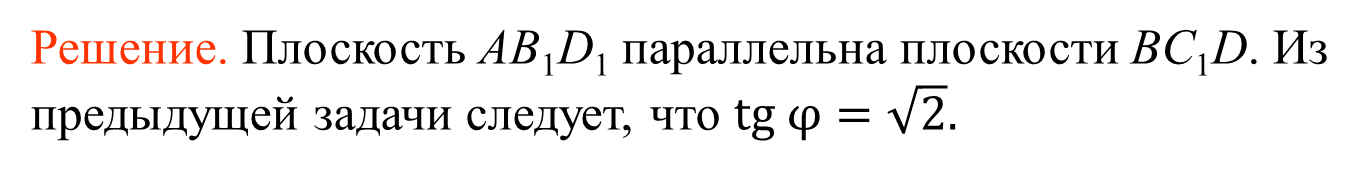 Решение. Плоскость AB₁D₁ параллельна плоскости BC₁D. Из
предыдущей задачи следует, что tg φ = √2.